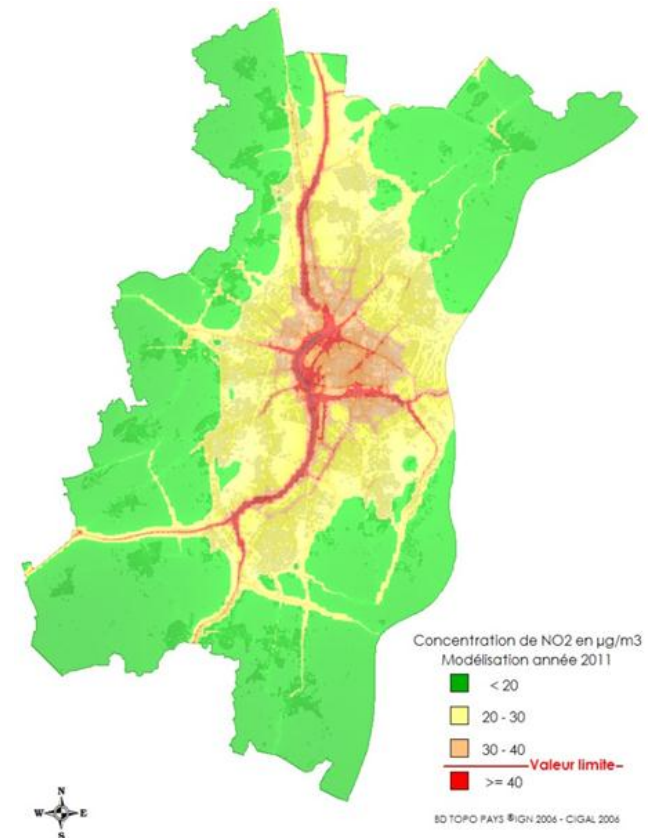 Concentration de NO2 en µg/m3
Modélisation année 2011
< 20
20 - 30
30 - 40
Valeur limite
>= 40
N
W E
S
BD TOPO PAYS ®IGN 2006 - CIGAL 2006